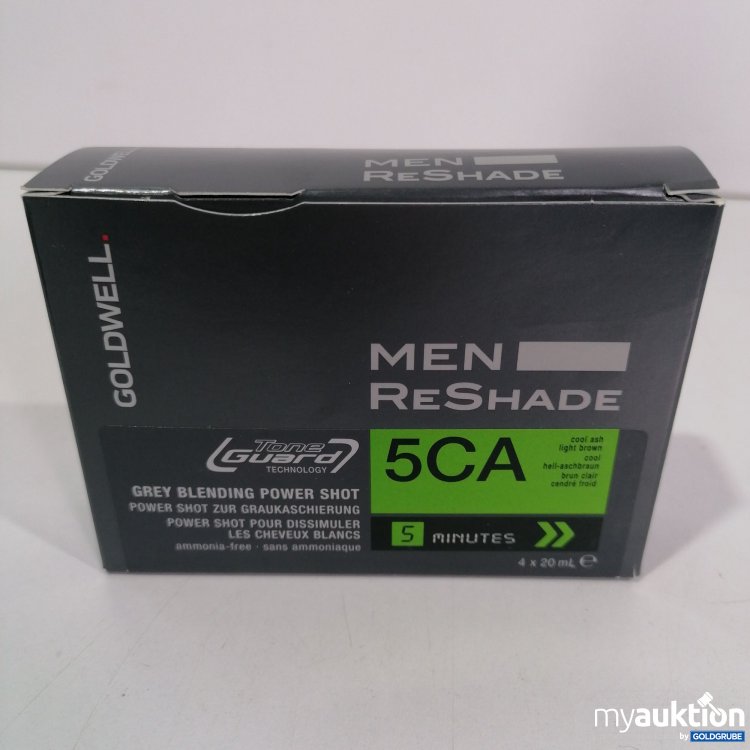 GOLDWELL.
MEN
RESHADE
GOLDWELL.
MEN
RESHADE
Tone
Guard
TECHNOLOGY
GREY BLENDING POWER SHOT
POWER SHOT ZUR GRAUKASCHIERUNG
POWER SHOT POUR DISSIMULER
LES CHEVEUX BLANCS
ammonia-free · sans ammoniaque
5CA
cool ash
light brown
cool
hell-aschbraun
brun clair
cendré froid
5 MINUTES
4 x 20 mL ℮
myauktion
by GOLDGRUBE